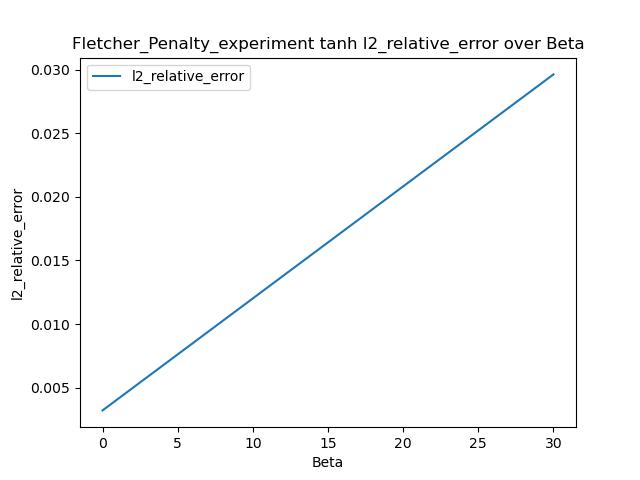 Fletcher_Penalty_experiment tanh l2_relative_error over Beta
l2_relative_error
0.030
0.025
0.020
0.015
0.010
0.005
l2_relative_error
0 5 10 15 20 25 30
Beta